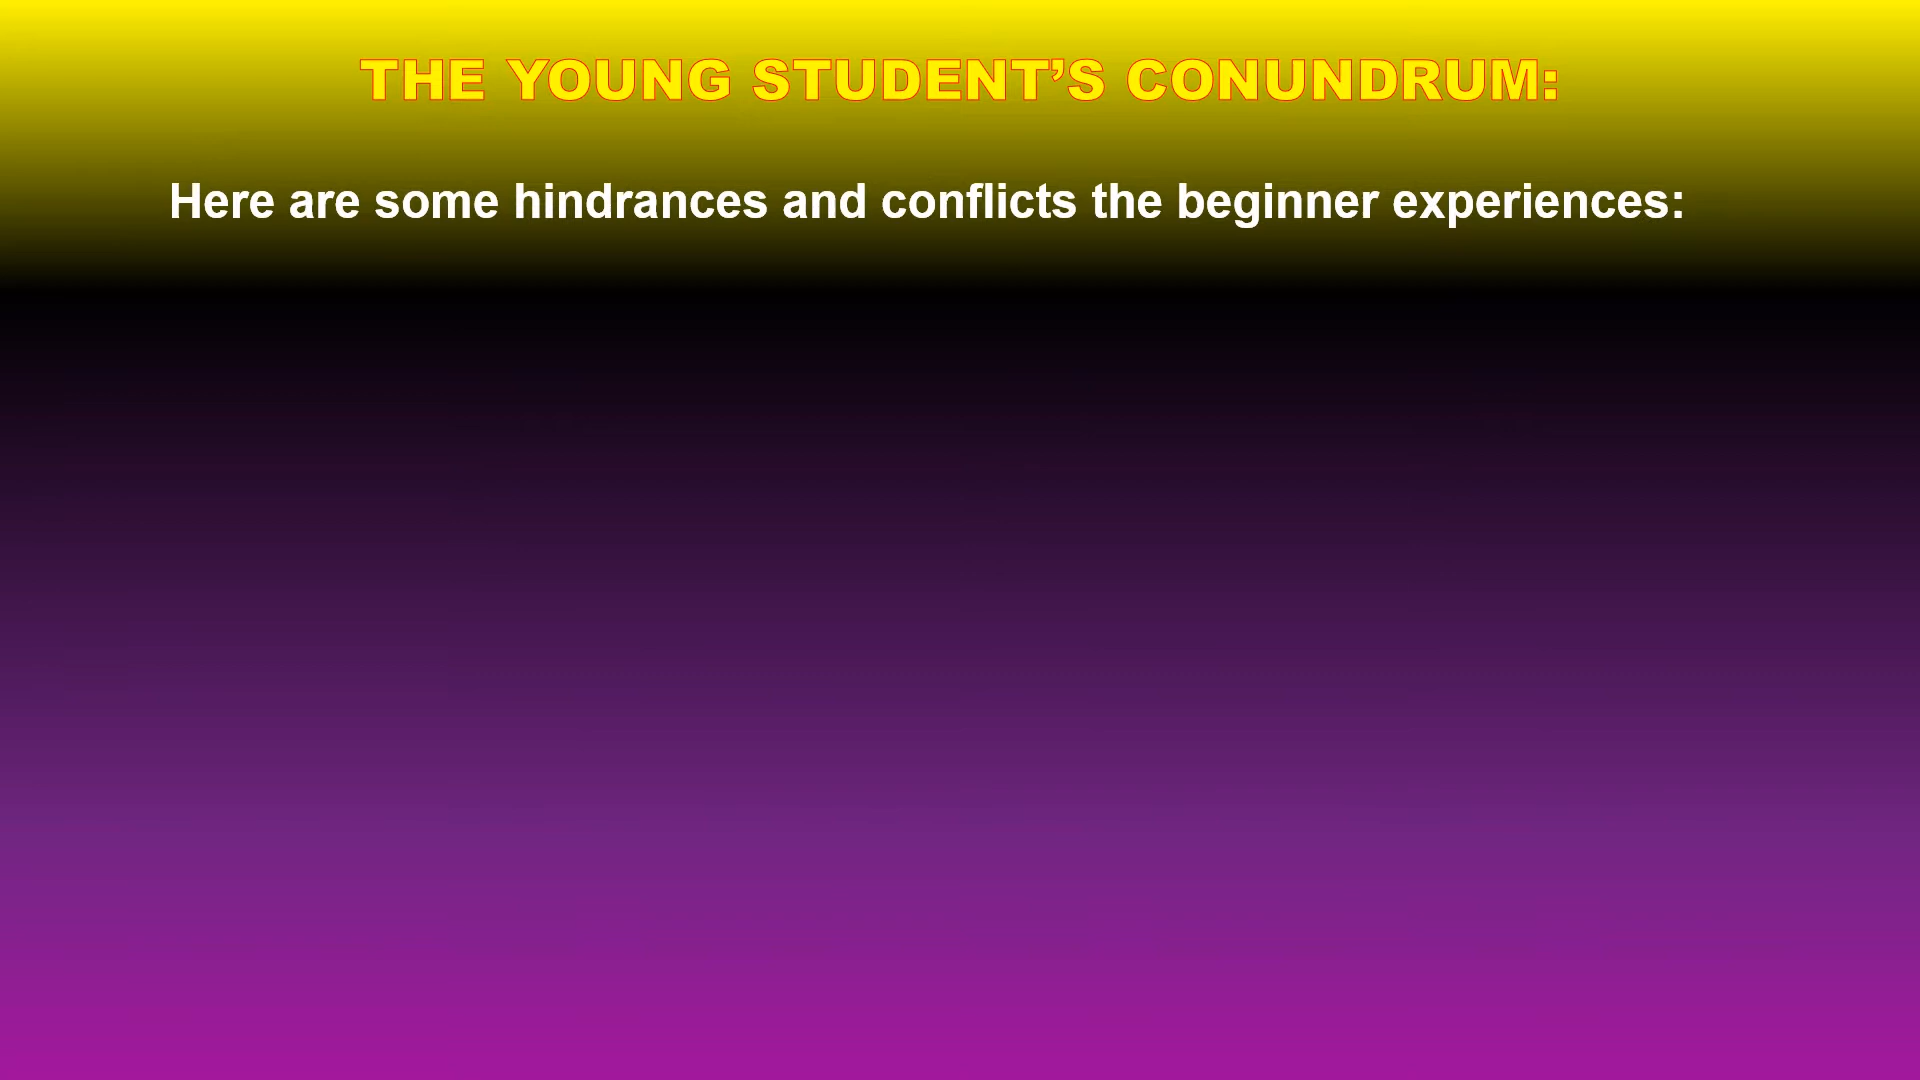 THE YOUNG STUDENT’S CONUNDRUM:
Here are some hindrances and conflicts the beginner experiences: